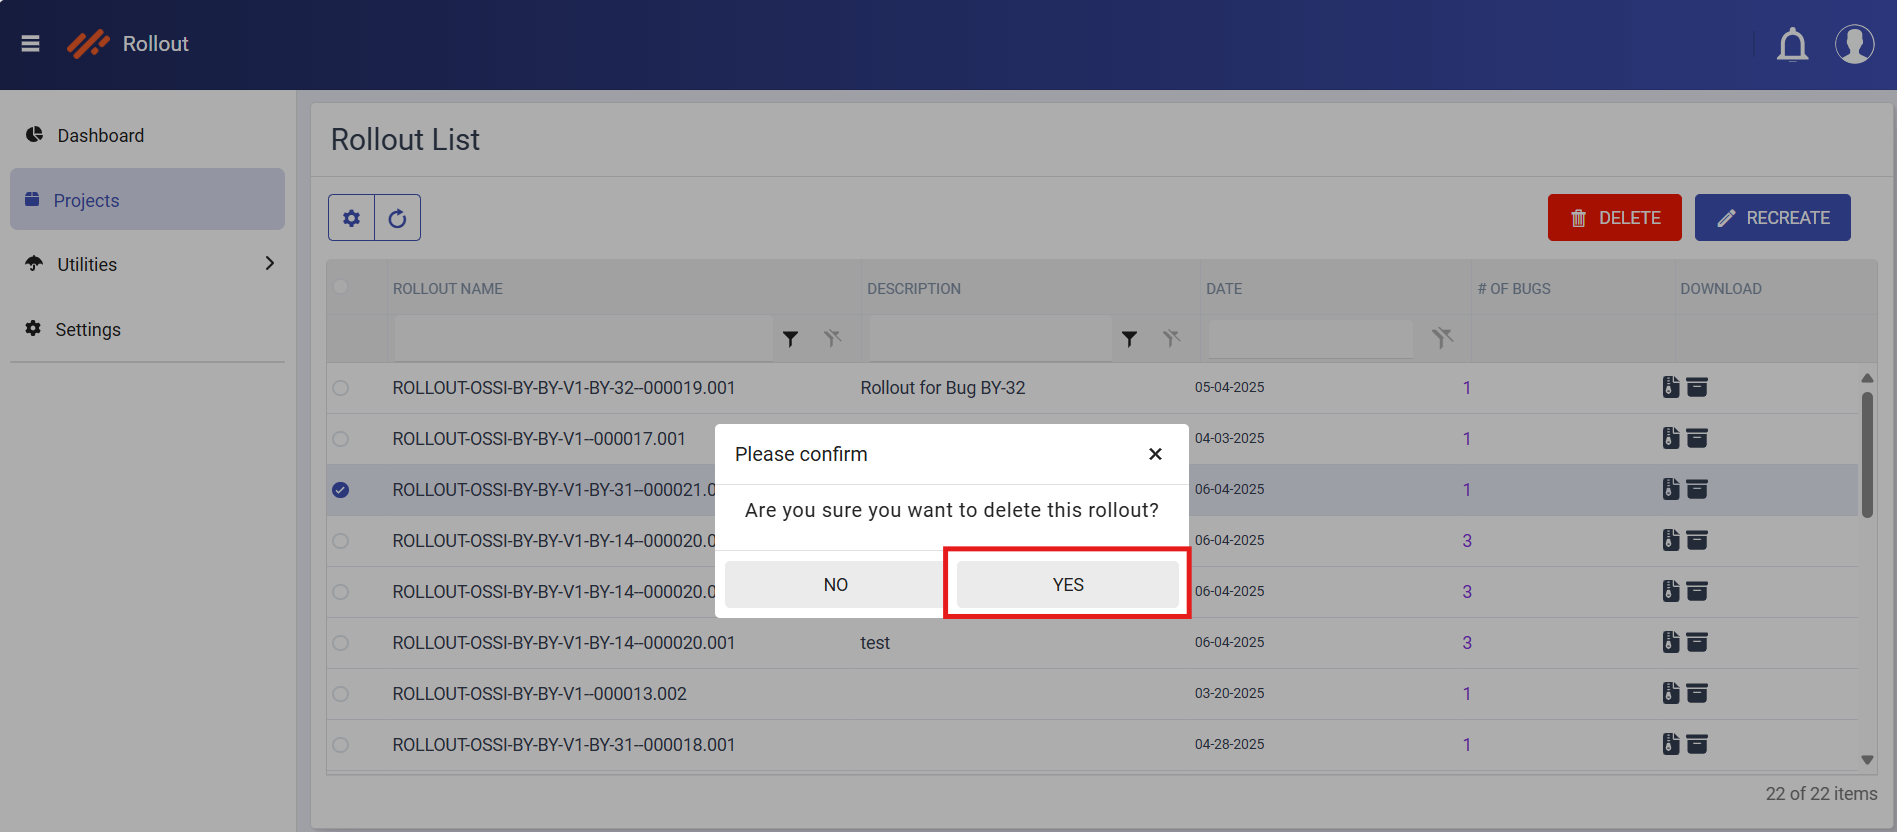 Rollout
Dashboard
Projects
Utilities
Settings
Rollout List
DELETE
RECREATE
ROLLOUT NAME DESCRIPTION DATE # OF BUGS DOWNLOAD
ROLLOUT-OSSI-BY-BY-V1-BY-32--000019.001 Rollout for Bug BY-32 05-04-2025 1
ROLLOUT-OSSI-BY-BY-V1--000017.001 04-03-2025 1
ROLLOUT-OSSI-BY-BY-V1-BY-31--000021.0 06-04-2025 1
ROLLOUT-OSSI-BY-BY-V1-BY-14--000020.0 06-04-2025 3
ROLLOUT-OSSI-BY-BY-V1-BY-14--000020.0 06-04-2025 3
ROLLOUT-OSSI-BY-BY-V1-BY-14--000020.001 test 06-04-2025 3
ROLLOUT-OSSI-BY-BY-V1--000013.002 03-20-2025 1
ROLLOUT-OSSI-BY-BY-V1-BY-31--000018.001 04-28-2025 1
22 of 22 items
Please confirm
Are you sure you want to delete this rollout?
NO
YES